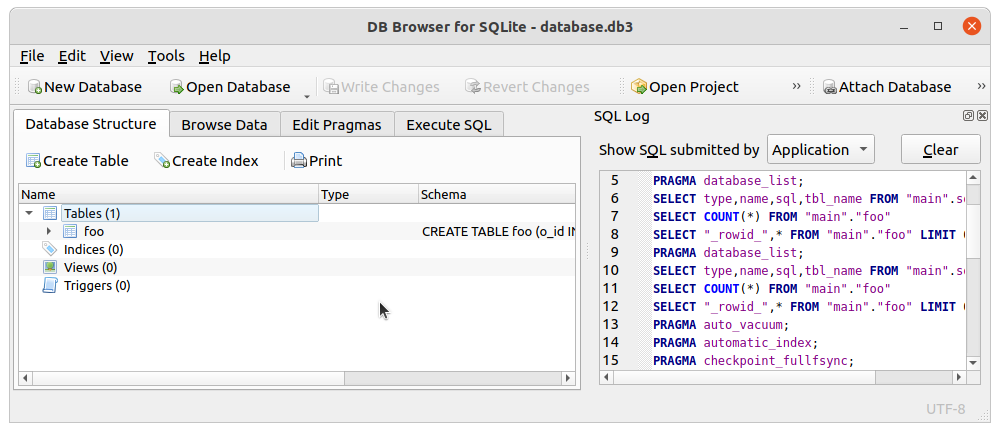 DB Browser for SQLite - database.db3
File Edit View Tools Help
New Database Open Database Write Changes Revert Changes Open Project » Attach Database »
Database Structure Browse Data Edit Pragmas Execute SQL
Create Table Create Index Print
Name Type Schema
Tables (1)
foo CREATE TABLE foo (o_id IN
Indices (0)
Views (0)
Triggers (0)
SQL Log
Show SQL submitted by Application Clear
5 PRAGMA database_list;
6 SELECT type,name,sql,tbl_name FROM "main".s
7 SELECT COUNT(*) FROM "main"."foo"
8 SELECT "_rowid_",* FROM "main"."foo" LIMIT
9 PRAGMA database_list;
10 SELECT type,name,sql,tbl_name FROM "main".s
11 SELECT COUNT(*) FROM "main"."foo"
12 SELECT "_rowid_",* FROM "main"."foo" LIMIT
13 PRAGMA auto_vacuum;
14 PRAGMA automatic_index;
15 PRAGMA checkpoint_fullfsync;
UTF-8